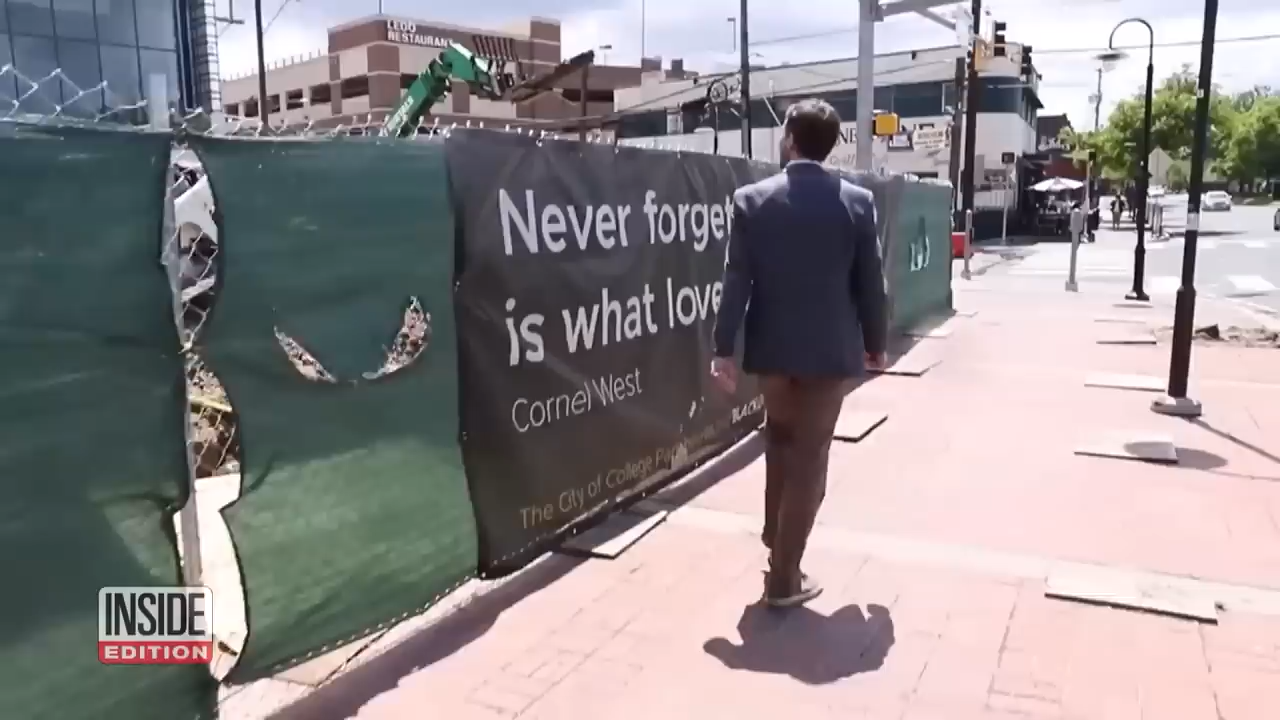 LEDO
RESTAURANT
Never forget
is what love
Cornel West
The City of College Park
INSIDE
EDITION